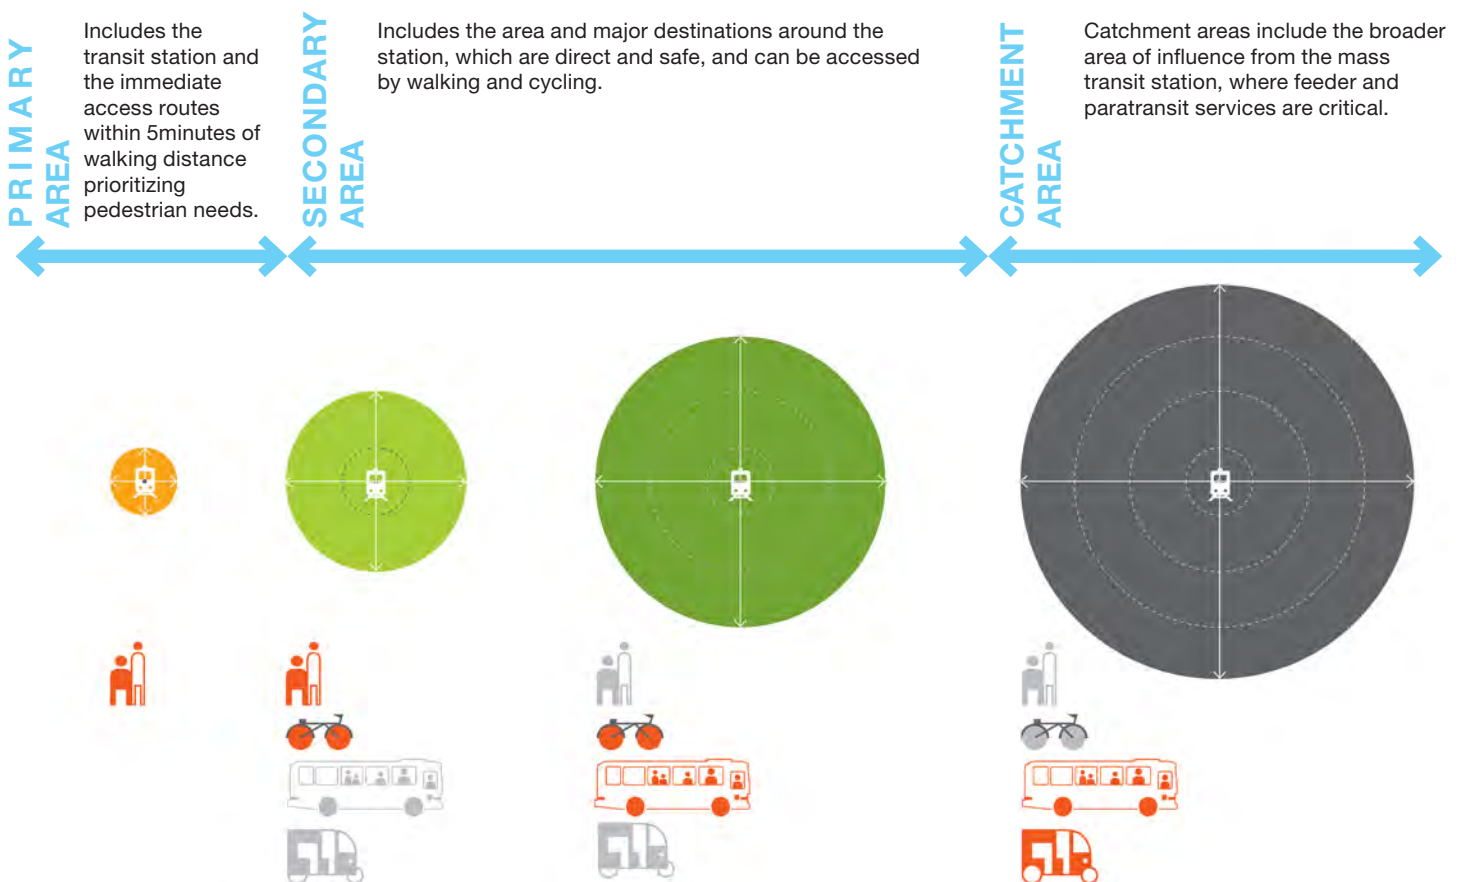 PRIMARY
AREA
Includes the
transit station and
the immediate
access routes
within 5minutes of
walking distance
prioritizing
pedestrian needs.
SECONDARY
AREA
Includes the area and major destinations around the
station, which are direct and safe, and can be accessed
by walking and cycling.
CATCHMENT
AREA
Catchment areas include the broader
area of influence from the mass
transit station, where feeder and
paratransit services are critical.